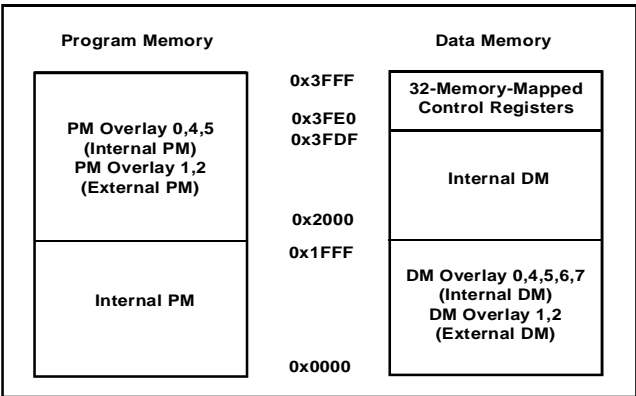 Program Memory
Data Memory
PM Overlay 0,4,5
(Internal PM)
PM Overlay 1,2
(External PM)
Internal PM
0x3FFF
0x3FE0
0x3FDF
0x2000
0x1FFF
0x0000
32-Memory-Mapped
Control Registers
Internal DM
DM Overlay 0,4,5,6,7
(Internal DM)
DM Overlay 1,2
(External DM)